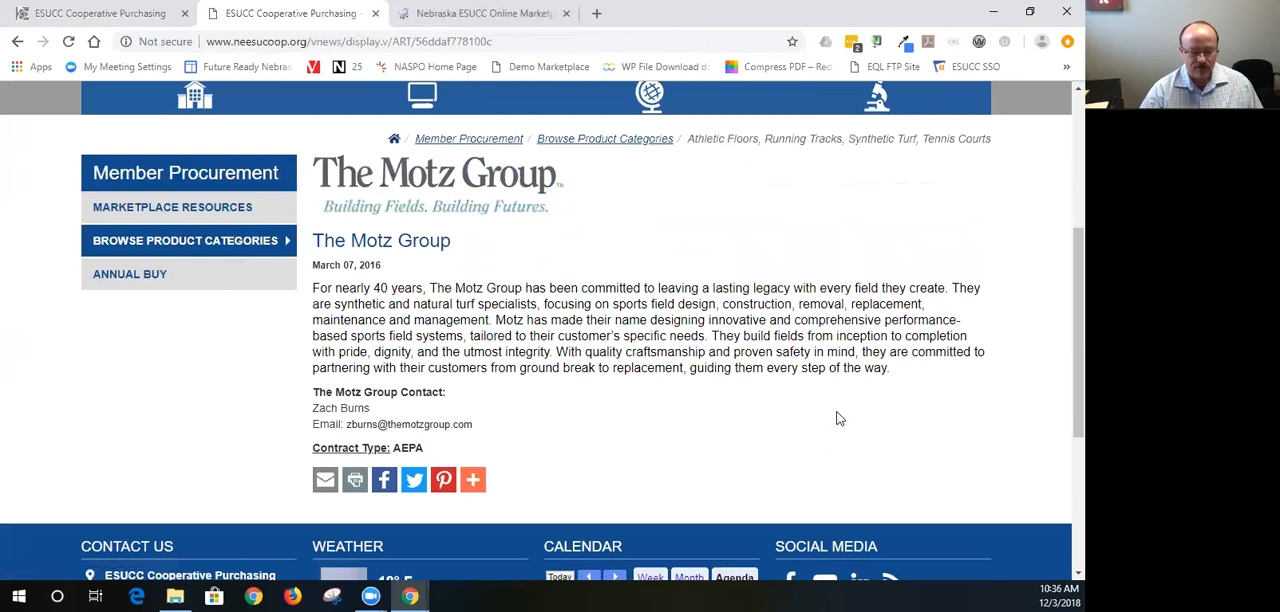 ESUCC Cooperative Purchasing
ESUCC Cooperative Purchasing
Nebraska ESUCC Online Marketp
Not secure
www.neesucoop.org/vnews/display.v/ART/56ddaf778100c
Apps
My Meeting Settings
Future Ready Nebras
25
NASPO Home Page
Demo Marketplace
WP File Download d
Compress PDF – Red
EQL FTP Site
ESUCC SSO
/ Member Procurement / Browse Product Categories / Athletic Floors, Running Tracks, Synthetic Turf, Tennis Courts
Member Procurement
MARKETPLACE RESOURCES
BROWSE PRODUCT CATEGORIES
ANNUAL BUY
The Motz Group™
Building Fields. Building Futures.
The Motz Group
March 07, 2016
For nearly 40 years, The Motz Group has been committed to leaving a lasting legacy with every field they create. They
are synthetic and natural turf specialists, focusing on sports field design, construction, removal, replacement,
maintenance and management. Motz has made their name designing innovative and comprehensive performance-
based sports field systems, tailored to their customer's specific needs. They build fields from inception to completion
with pride, dignity, and the utmost integrity. With quality craftsmanship and proven safety in mind, they are committed to
partnering with their customers from ground break to replacement, guiding them every step of the way.
The Motz Group Contact:
Zach Burns
Email: zburns@themotzgroup.com
Contract Type: AEPA
CONTACT US
WEATHER
CALENDAR
SOCIAL MEDIA
ESUCC Cooperative Purchasing
Today
Week
Month
Agenda
10:36 AM
12/3/2018